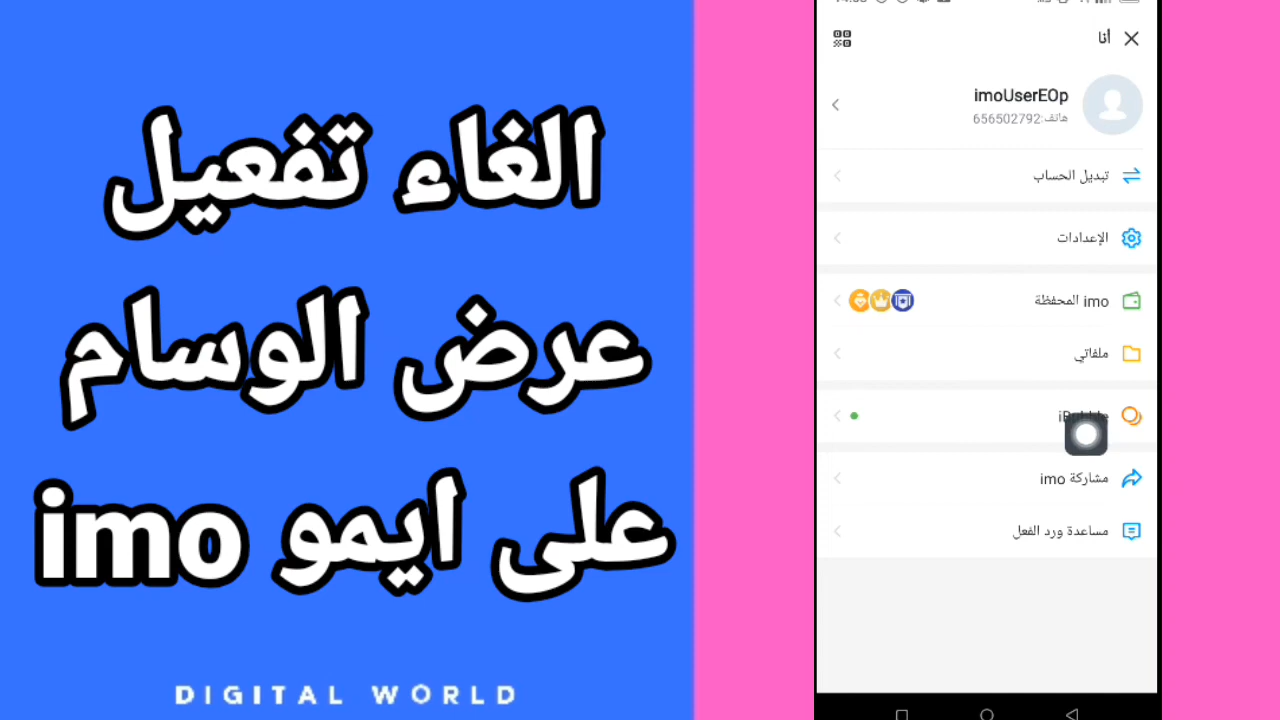 الغاء تفعيل
عرض الوسام
على ايمو imo
DIGITAL WORLD
أنا
imoUserEOp
هاتف:656502792
تبديل الحساب
الإعدادات
imo المحفظة
ملفاتي
مشاركة imo
مساعدة ورد الفعل